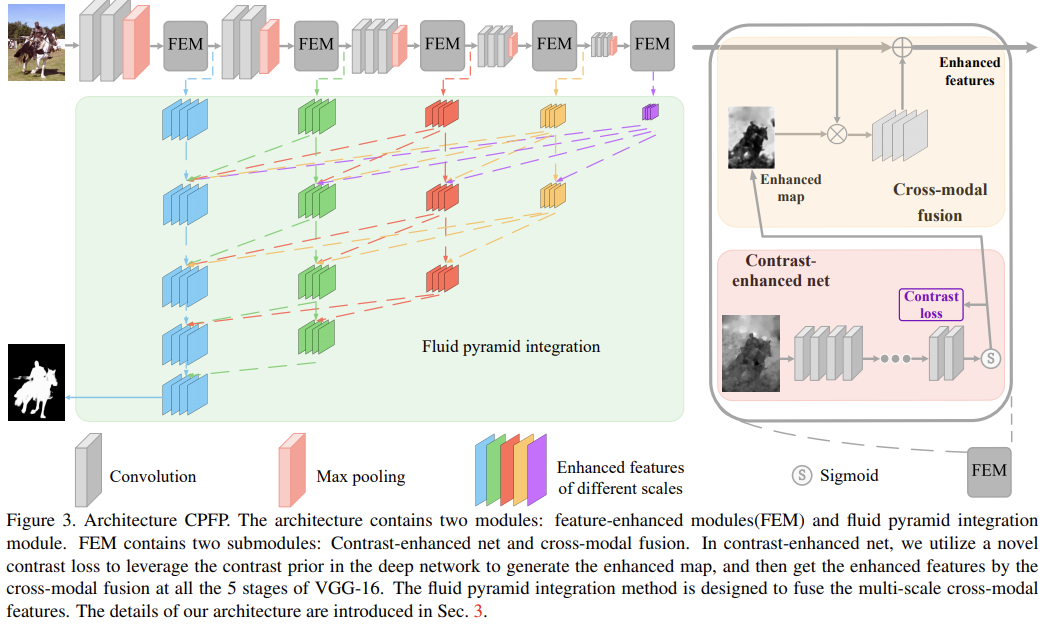 FEM
FEM
FEM
FEM
FEM
Enhanced
features
Enhanced
map
Cross-modal
fusion
Contrast-
enhanced net
Contrast
loss
S
Fluid pyramid integration
Convolution
Max pooling
Enhanced features
of different scales
S Sigmoid
FEM
Figure 3. Architecture CPFP. The architecture contains two modules: feature-enhanced modules(FEM) and fluid pyramid integration
module. FEM contains two submodules: Contrast-enhanced net and cross-modal fusion. In contrast-enhanced net, we utilize a novel
contrast loss to leverage the contrast prior in the deep network to generate the enhanced map, and then get the enhanced features by the
cross-modal fusion at all the 5 stages of VGG-16. The fluid pyramid integration method is designed to fuse the multi-scale cross-modal
features. The details of our architecture are introduced in Sec. 3.